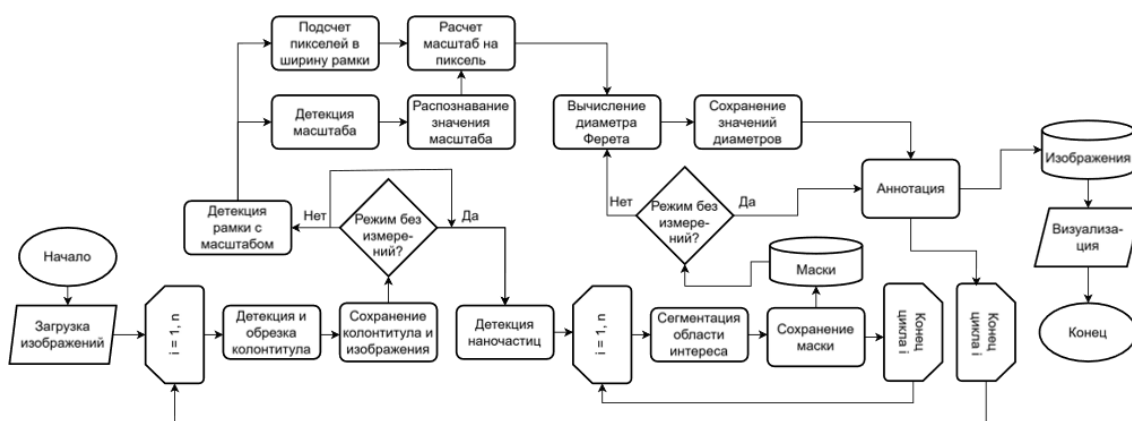 Подсчет
пикселей в
ширину рамки
Расчет
масштаб на
пиксель
Детекция
масштаба
Распознавание
значения
масштаба
Вычисление
диаметра
Ферета
Сохранение
значений
диаметров
Изображения
Аннотация
Детекция
рамки с
масштабом
Нет
Режим без
измере-
ний?
Да
Нет
Режим без
измерений?
Да
Визуализа-
ция
Начало
Маски
Загрузка
изображений
i = 1, n
Детекция и
обрезка
колонтитула
Сохранение
колонтитула и
изображения
Детекция
наночастиц
i = 1, n
Сегментация
области
интереса
Сохранение
маски
Конец
цикла i
Конец
цикла i
Конец